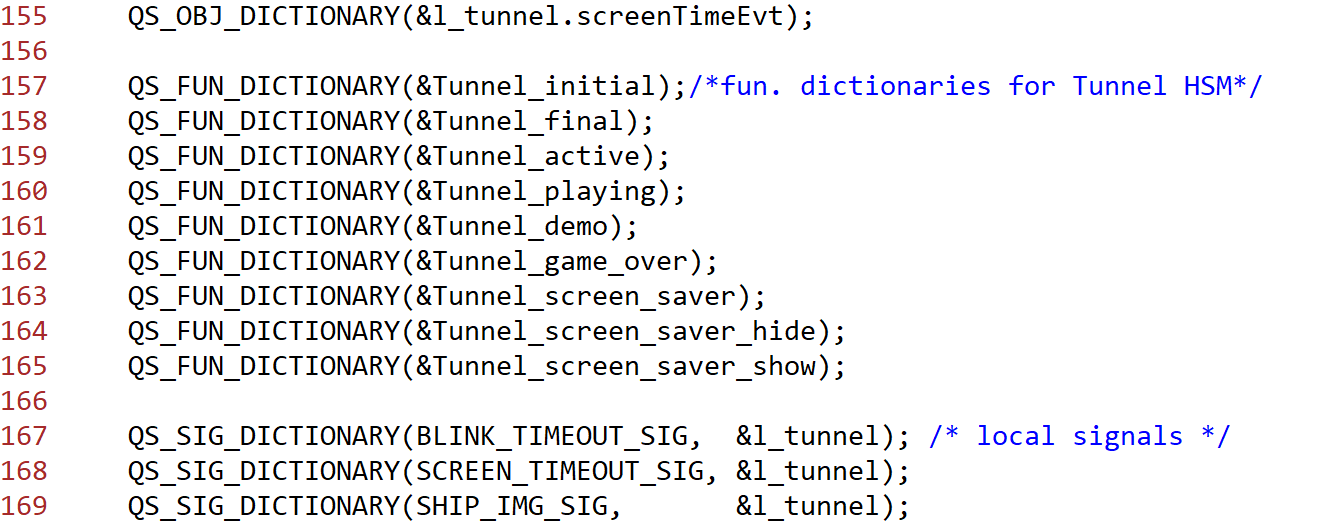 155     QS_OBJ_DICTIONARY(&l_tunnel.screenTimeEvt);
156
157     QS_FUN_DICTIONARY(&Tunnel_initial);/*fun. dictionaries for Tunnel HSM*/
158     QS_FUN_DICTIONARY(&Tunnel_final);
159     QS_FUN_DICTIONARY(&Tunnel_active);
160     QS_FUN_DICTIONARY(&Tunnel_playing);
161     QS_FUN_DICTIONARY(&Tunnel_demo);
162     QS_FUN_DICTIONARY(&Tunnel_game_over);
163     QS_FUN_DICTIONARY(&Tunnel_screen_saver);
164     QS_FUN_DICTIONARY(&Tunnel_screen_saver_hide);
165     QS_FUN_DICTIONARY(&Tunnel_screen_saver_show);
166
167     QS_SIG_DICTIONARY(BLINK_TIMEOUT_SIG,  &l_tunnel); /* local signals */
168     QS_SIG_DICTIONARY(SCREEN_TIMEOUT_SIG, &l_tunnel);
169     QS_SIG_DICTIONARY(SHIP_IMG_SIG,       &l_tunnel);